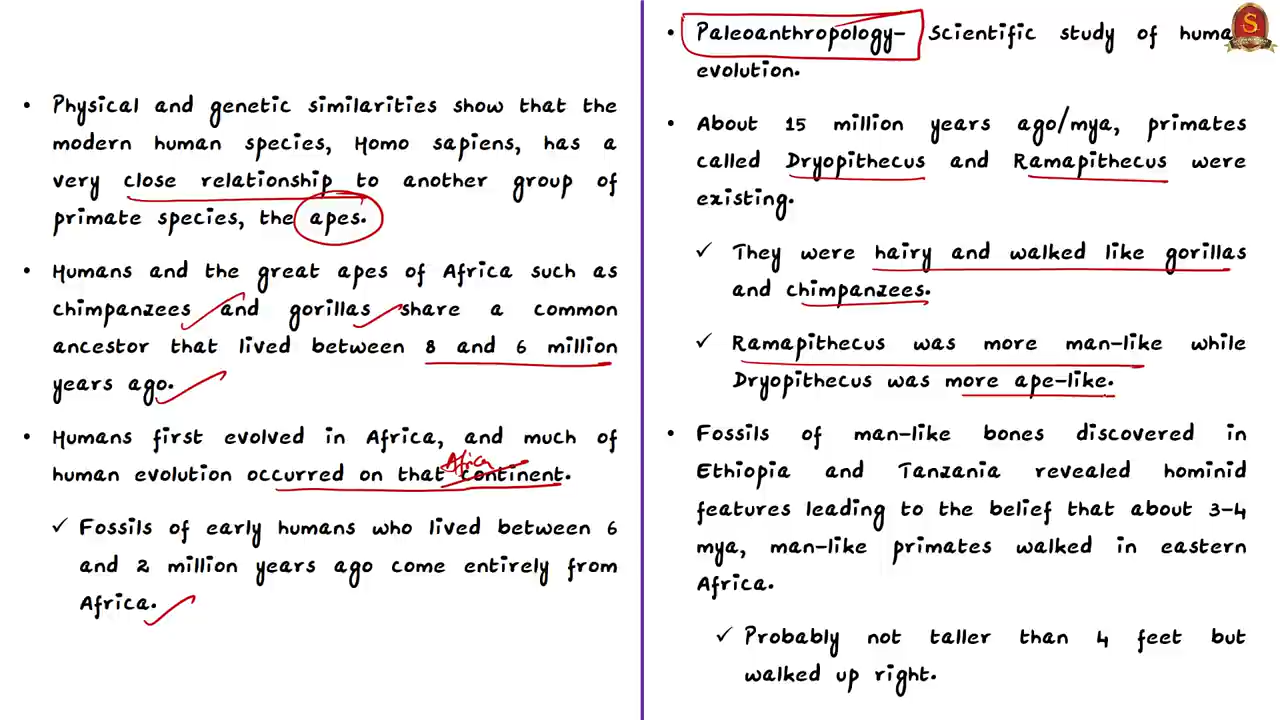 • Physical and genetic similarities show that the
modern human species, Homo sapiens, has a
very close relationship to another group of
primate species, the apes.
• Humans and the great apes of Africa such as
chimpanzees and gorillas share a common
ancestor that lived between 8 and 6 million
years ago.
• Humans first evolved in Africa, and much of
Africa
human evolution occurred on that continent.
✓ Fossils of early humans who lived between 6
and 2 million years ago come entirely from
Africa.
• Paleoanthropology- Scientific study of
evolution.
• About 15 million years ago/mya, primates
called Dryopithecus and Ramapithecus were
existing.
✓ They were hairy and walked like gorillas
and chimpanzees.
✓ Ramapithecus was more man-like while
Dryopithecus was more ape-like.
• Fossils of man-like bones discovered in
Ethiopia and Tanzania revealed hominid
features leading to the belief that about 3-4
mya, man-like primates walked in eastern
Africa.
✓ Probably not taller than 4 feet but
walked up right.
S